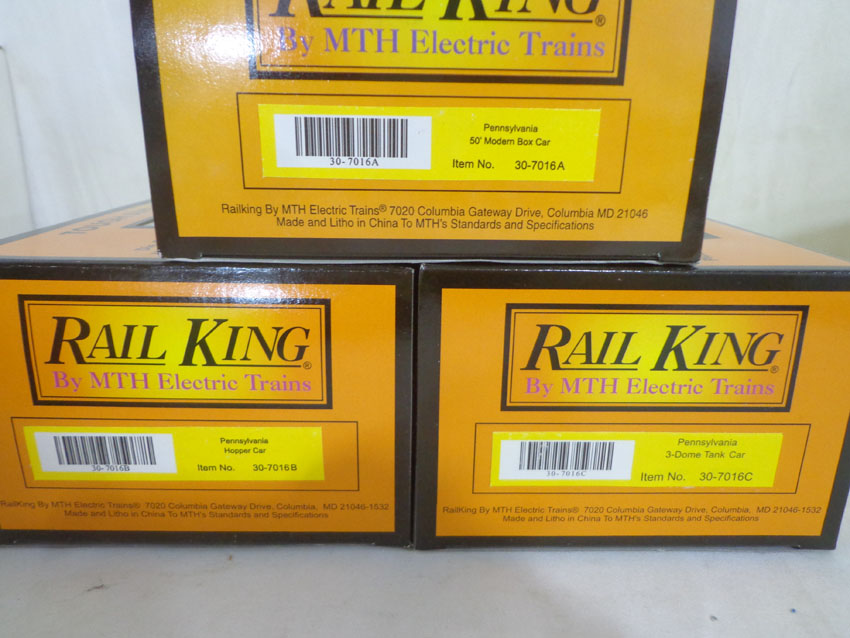 RAIL KING®
By MTH Electric Trains
30-7016A
Pennsylvania
50' Modern Box Car
Item No. 30-7016A
Railking By MTH Electric Trains® 7020 Columbia Gateway Drive, Columbia MD 21046
Made and Litho in China To MTH's Standards and Specifications
RAIL KING®
By MTH Electric Trains
30-7016B
Pennsylvania
Hopper Car
Item No. 30-7016B
RailKing By MTH Electric Trains® 7020 Columbia Gateway Drive, Columbia, MD 21046-1532
Made and Litho in China To MTH's Standards and Specifications
RAIL KING®
By MTH Electric Trains
30-7016C
Pennsylvania
3-Dome Tank Car
Item No. 30-7016C
RailKing By MTH Electric Trains® 7020 Columbia Gateway Drive, Columbia, MD 21046-1532
Made and Litho in China To MTH's Standards and Specifications